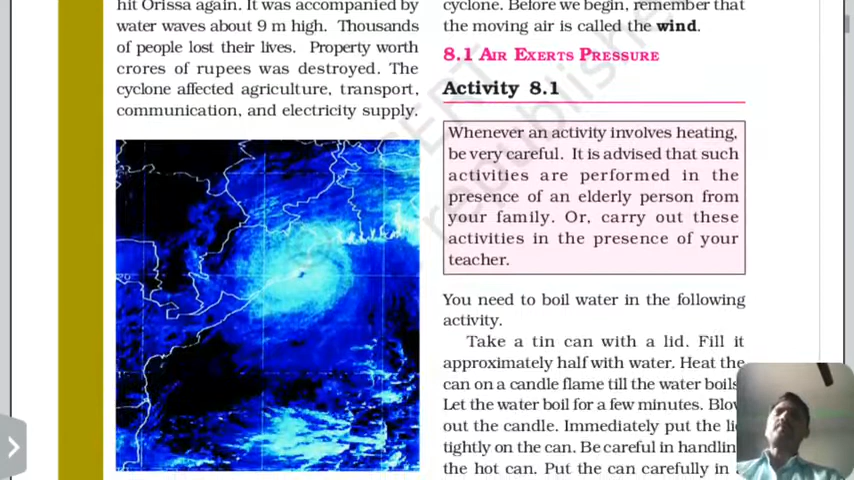 hit Orissa again. It was accompanied by
water waves about 9 m high. Thousands
of people lost their lives. Property worth
crores of rupees was destroyed. The
cyclone affected agriculture, transport,
communication, and electricity supply.
cyclone. Before we begin, remember that
the moving air is called the wind.
8.1 AIR EXERTS PRESSURE
Activity 8.1
Whenever an activity involves heating,
be very careful. It is advised that such
activities are performed in the
presence of an elderly person from
your family. Or, carry out these
activities in the presence of your
teacher.
You need to boil water in the following
activity.
Take a tin can with a lid. Fill it
approximately half with water. Heat the
can on a candle flame till the water boils
Let the water boil for a few minutes. Blow
out the candle. Immediately put the
tightly on the can. Be careful in
the hot can. Put the can carefully in